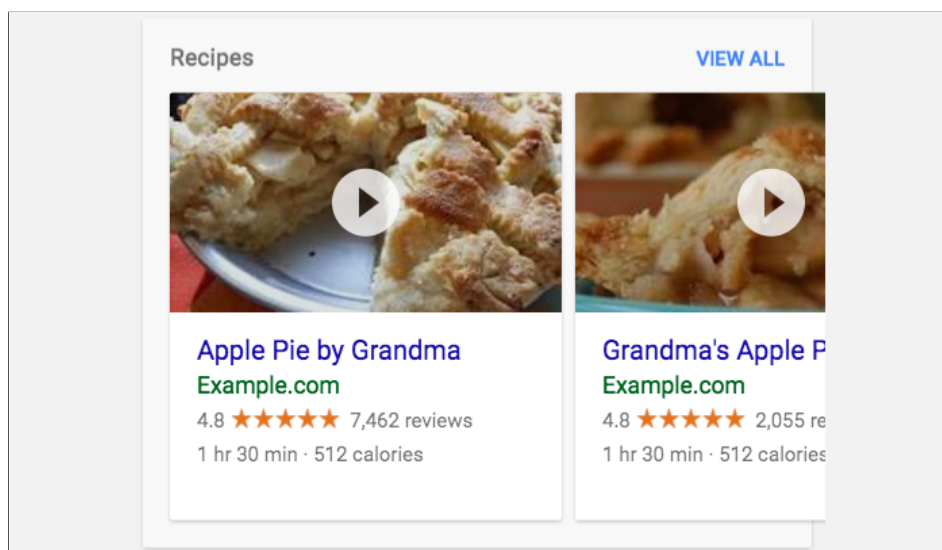 Recipes
VIEW ALL
Apple Pie by Grandma
Example.com
4.8 ★★★★★ 7,462 reviews
1 hr 30 min · 512 calories
Grandma's Apple
Example.com
4.8 ★★★★★ 2,055
1 hr 30 min · 512 calories